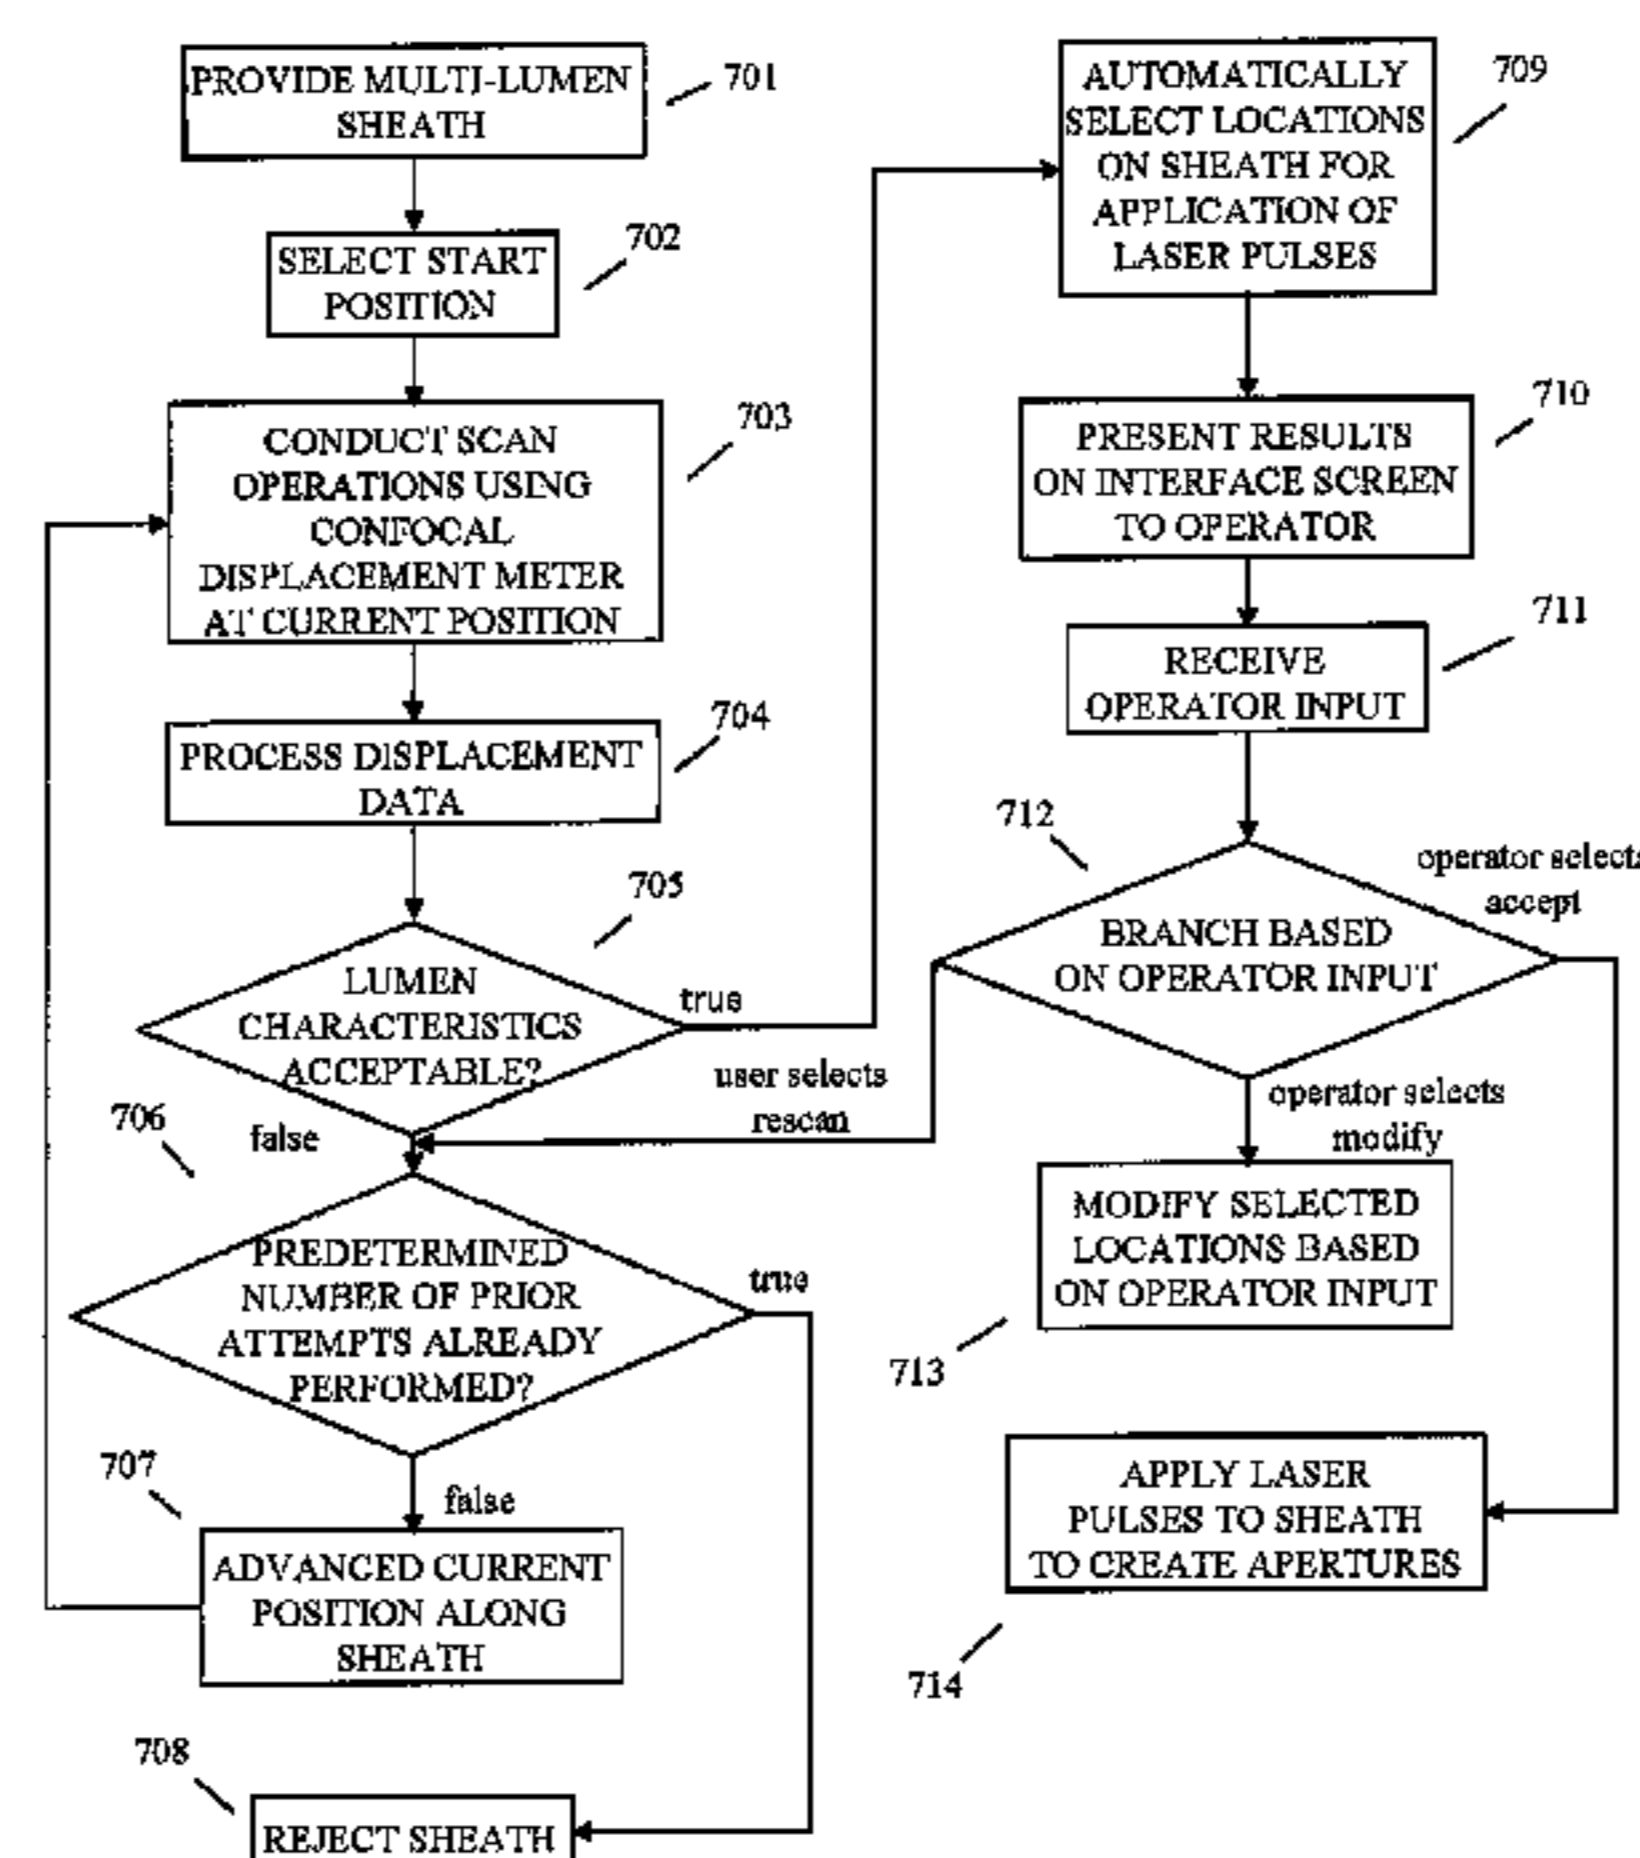 PROVIDE MULTI-LUMEN
SHEATH
701
SELECT START
POSITION
702
CONDUCT SCAN
OPERATIONS USING
CONFOCAL
DISPLACEMENT METER
AT CURRENT POSITION
703
PROCESS DISPLACEMENT
DATA
704
LUMEN
CHARACTERISTICS
ACCEPTABLE?
705
true
false
706
PREDETERMINED
NUMBER OF PRIOR
ATTEMPTS ALREADY
PERFORMED?
true
false
707
ADVANCED CURRENT
POSITION ALONG
SHEATH
708
REJECT SHEATH
AUTOMATICALLY
SELECT LOCATIONS
ON SHEATH FOR
APPLICATION OF
LASER PULSES
709
PRESENT RESULTS
ON INTERFACE SCREEN
TO OPERATOR
710
RECEIVE
OPERATOR INPUT
711
712
BRANCH BASED
ON OPERATOR INPUT
operator selects
accept
user selects
rescan
operator selects
modify
MODIFY SELECTED
LOCATIONS BASED
ON OPERATOR INPUT
713
APPLY LASER
PULSES TO SHEATH
TO CREATE APERTURES
714